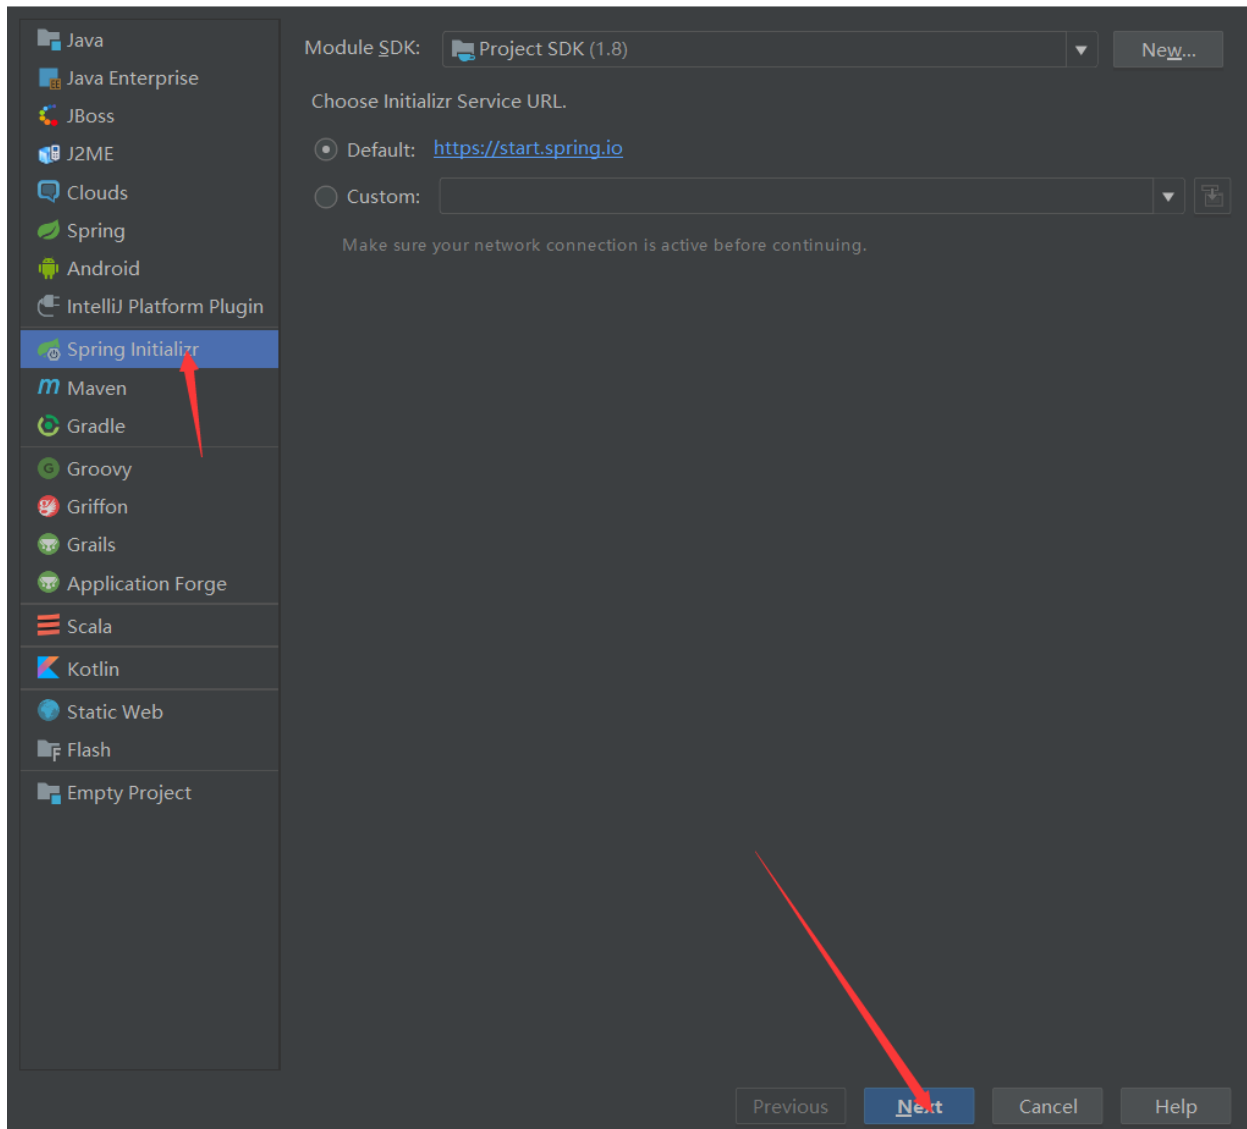 Java
Java Enterprise
JBoss
J2ME
Clouds
Spring
Android
IntelliJ Platform Plugin
Spring Initializr
Maven
Gradle
Groovy
Griffon
Grails
Application Forge
Scala
Kotlin
Static Web
Flash
Empty Project
Module SDK: Project SDK (1.8) New...
Choose Initializr Service URL.
Default: https://start.spring.io
Custom:
Make sure your network connection is active before continuing.
Previous Next Cancel Help